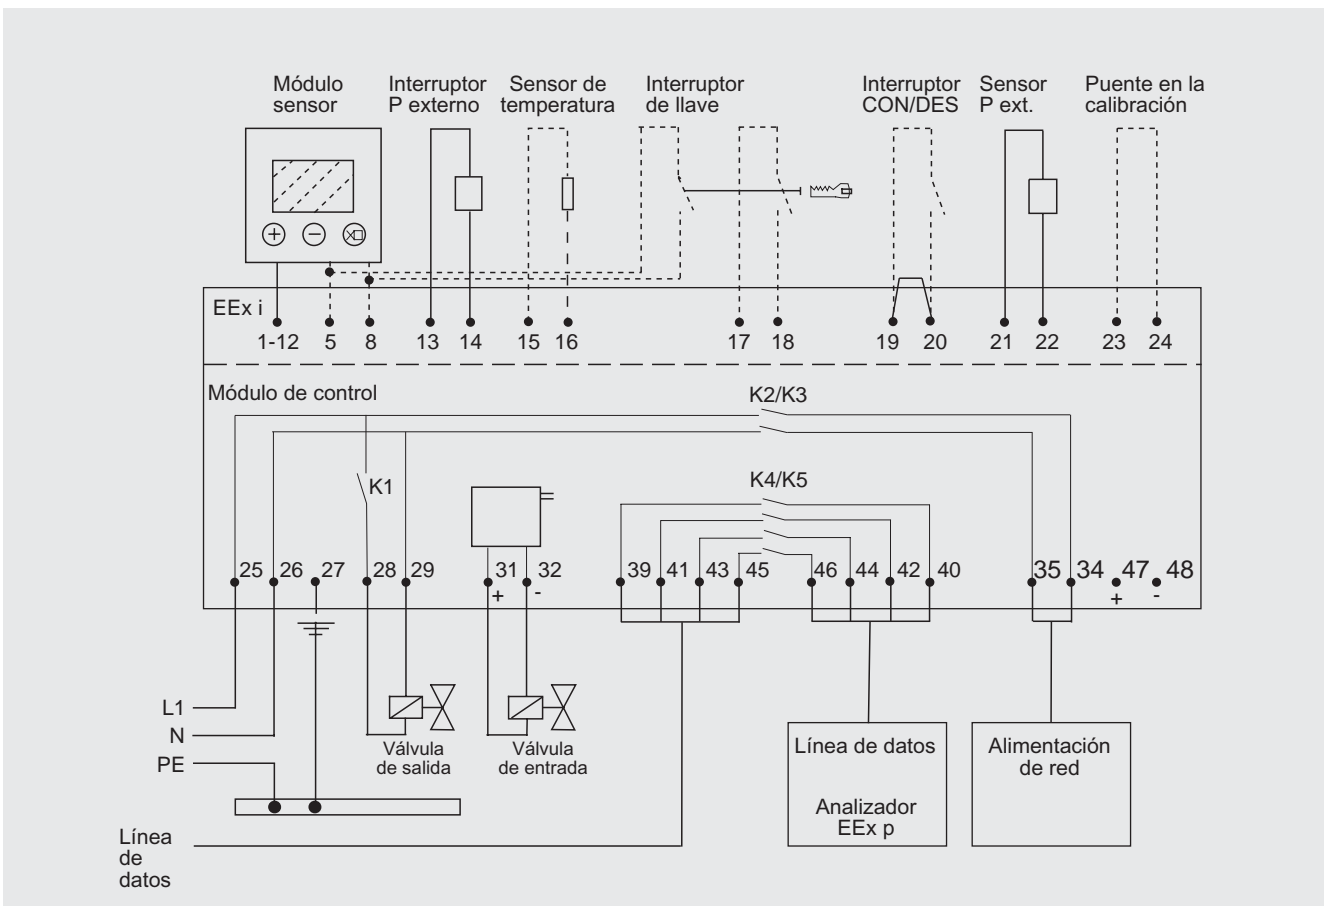 Módulo
sensor
Interruptor
P externo
Sensor de
temperatura
Interruptor
de llave
Interruptor
CON/DES
Sensor
P ext.
Puente en la
calibración
EEx i
1-12 5 8 13 14 15 16 17 18 19 20 21 22 23 24
Módulo de control
K2/K3
K1
K4/K5
25 26 27 28 29 31 32 39 41 43 45 46 44 42 40 35 34 47 48
+ - + -
L1
N
PE
Válvula
de salida
Válvula
de entrada
Línea de datos
Analizador
EEx p
Alimentación
de red
Línea
de
datos